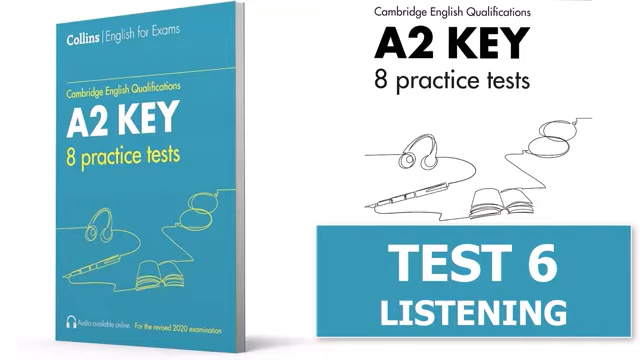 Collins | English for Exams
Cambridge English Qualifications
A2 KEY
8 practice tests
Audio available online
For the revised 2020 examination
Cambridge English Qualifications
A2 KEY
8 practice tests
TEST 6
LISTENING